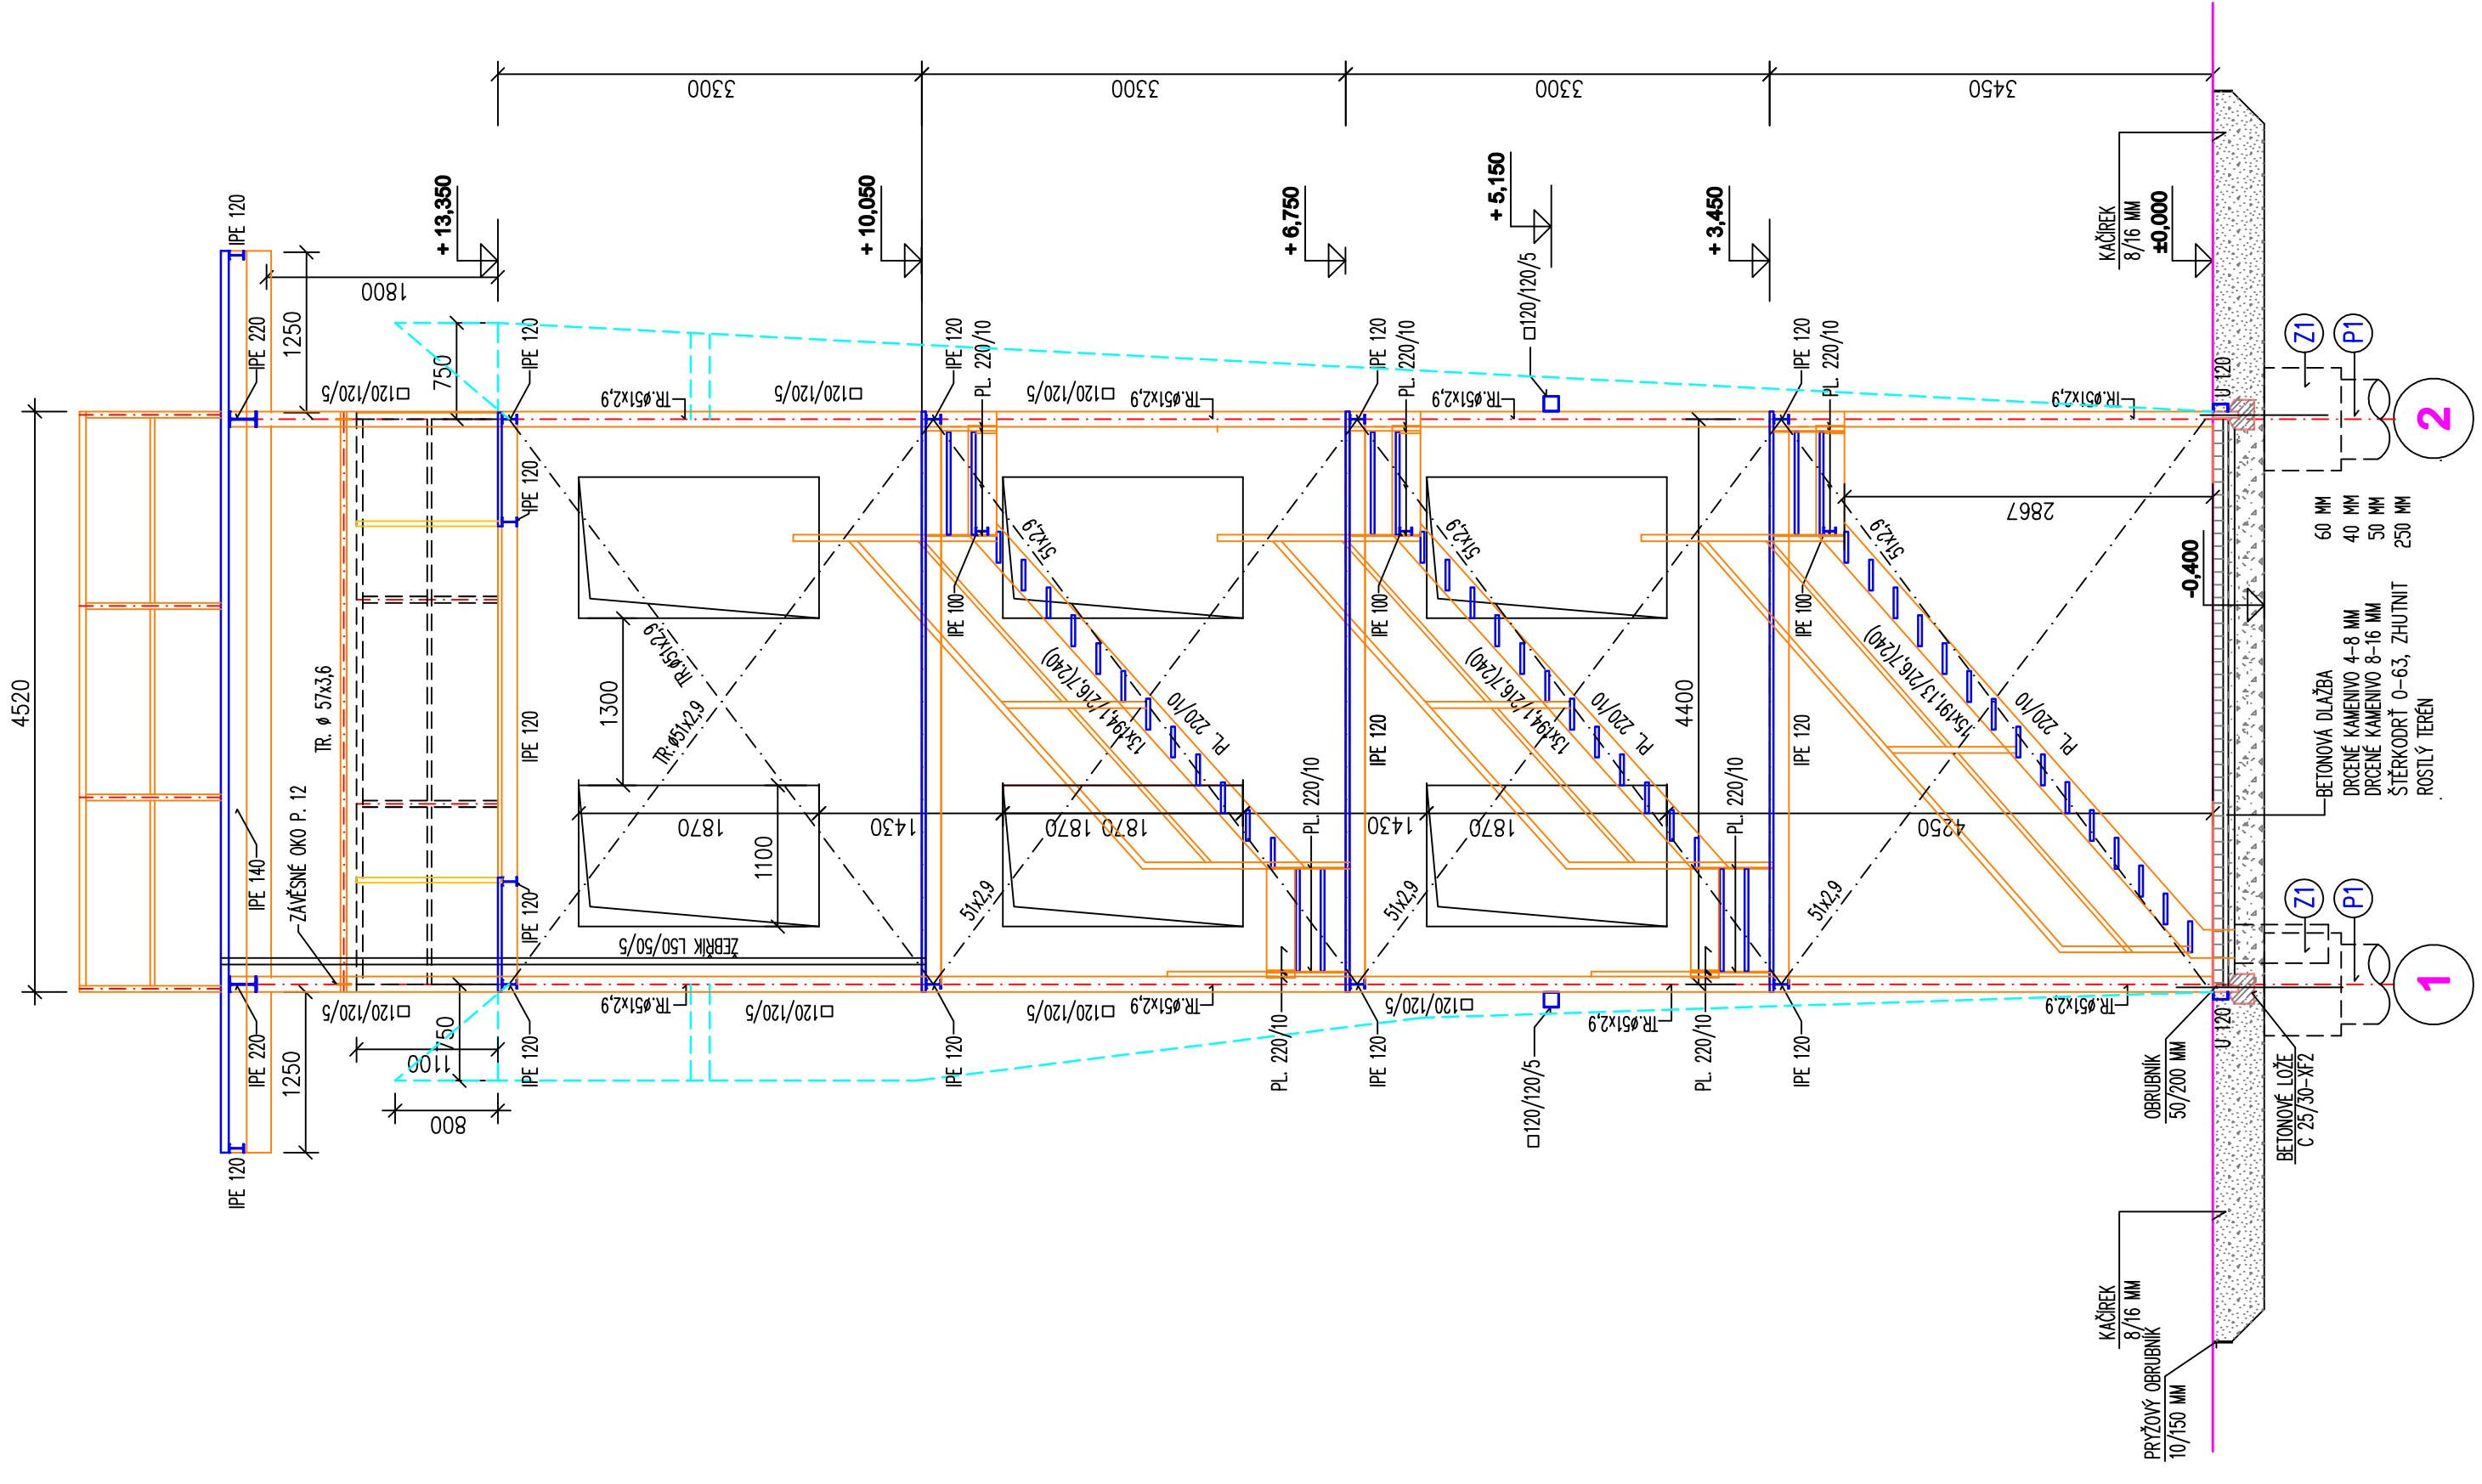 4520
TR. ø 57x3,6
ZÁVĚSNÉ OKO P. 12
IPE 140
IPE 120
IPE 220
1250
1800
750
+ 13,350
IPE 120
IPE 220
1250
1100
750
800
□120/120/5
□120/120/5
IPE 120
IPE 120
IPE 120
IPE 120
IPE 120
3300
3300
3300
3450
TR.ø51x2,9
TR.ø51x2,9
TR.ø51x2,9
TR.ø51x2,9
□120/120/5
□120/120/5
ŽEBŘÍK L50/50/5
1300
1100
1870
1430
1870
1870
1430
1870
4250
+ 10,050
IPE 120
PL. 220/10
IPE 100
51x2,9
51x2,9
13x194,1/216,7(240)
PL. 220/10
PL. 220/10
PL. 220/10
IPE 120
□120/120/5
□120/120/5
TR.ø51x2,9
TR.ø51x2,9
+ 6,750
IPE 120
PL. 220/10
IPE 100
IPE 120
IPE 120
51x2,9
51x2,9
13x194,1/216,7(240)
PL. 220/10
PL. 220/10
PL. 220/10
TR.ø51x2,9
TR.ø51x2,9
□120/120/5
□120/120/5
□120/120/5
+ 5,150
4400
+ 3,450
IPE 120
PL. 220/10
IPE 100
IPE 120
IPE 120
51x2,9
51x2,9
15x191,13/216,7(240)
PL. 220/10
2867
TR.ø51x2,9
TR.ø51x2,9
U 120
U 120
KAČÍREK
8/16 MM
±0,000
-0,400
KAČÍREK
8/16 MM
PRYŽOVÝ OBRUBNÍK
10/150 MM
OBRUBNÍK
50/200 MM
BETONOVÉ LOŽE
C 25/30-XF2
BETONOVÁ DLAŽBA 60 MM
DRCENÉ KAMENIVO 4-8 MM 40 MM
DRCENÉ KAMENIVO 8-16 MM 50 MM
ŠTĚRKODRŤ 0-63, ZHUTNIT 250 MM
ROSTLÝ TERÉN
Z1
P1
Z1
P1
1
2